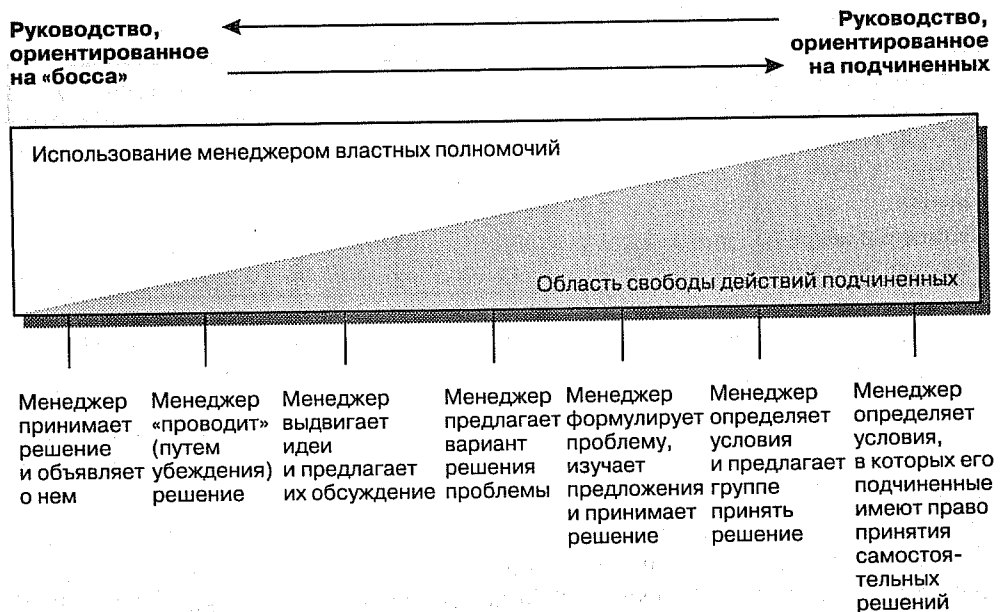 Руководство,
ориентированное
на «босса»
Руководство,
ориентированное
на подчиненных
Использование менеджером властных полномочий
Область свободы действий подчиненных
Менеджер
принимает
решение
и объявляет
о нем
Менеджер
«проводит»
(путем
убеждения)
решение
Менеджер
выдвигает
идеи
и предлагает
их обсуждение
Менеджер
предлагает
вариант
решения
проблемы
Менеджер
формулирует
проблему,
изучает
предложения
и принимает
решение
Менеджер
определяет
условия
и предлагает
группе
принять
решение
Менеджер
определяет
условия,
в которых его
подчиненные
имеют право
принятия
самостоя-
тельных
решений